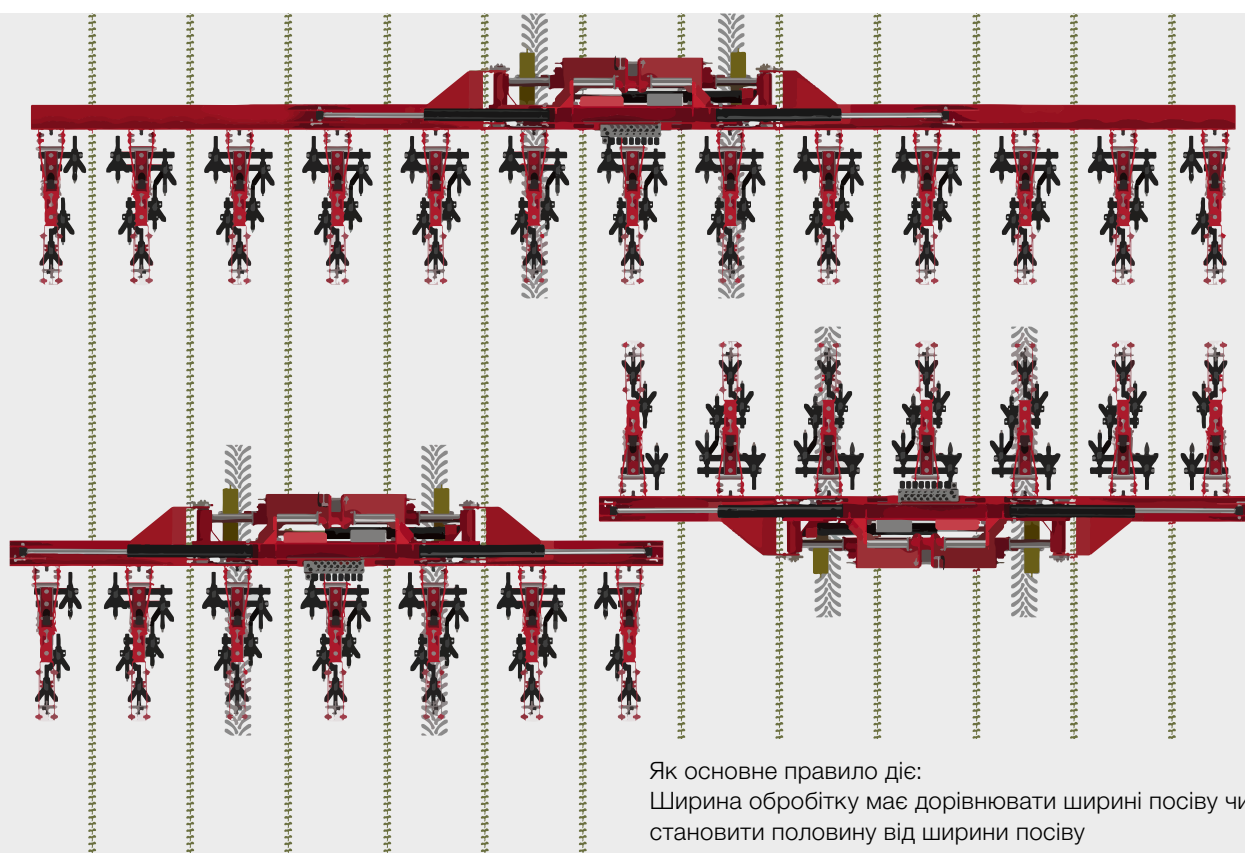 Як основне правило діє:
Ширина обробітку має дорівнювати ширині посіву чи
становити половину від ширини посіву